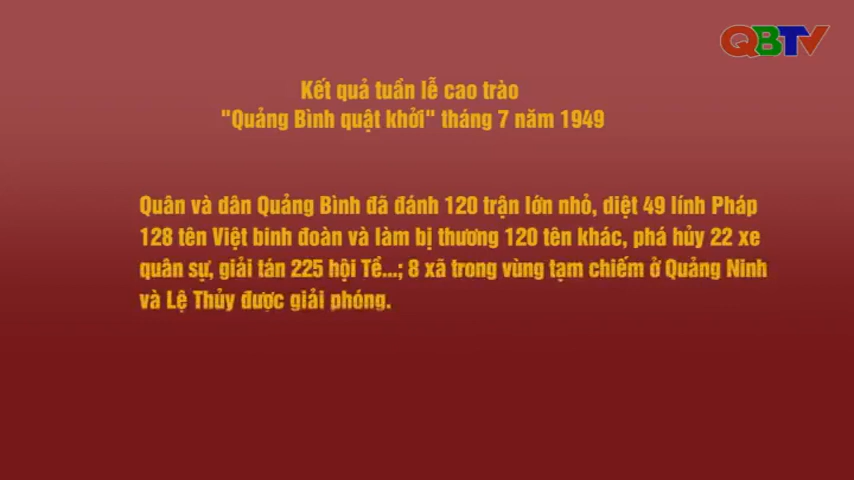 QBTV
Kết quả tuần lễ cao trào
"Quảng Bình quật khởi" tháng 7 năm 1949
Quân và dân Quảng Bình đã đánh 120 trận lớn nhỏ, diệt 49 lính Pháp
128 tên Việt binh đoàn và làm bị thương 120 tên khác, phá hủy 22 xe
quân sự, giải tán 225 hội Tề...; 8 xã trong vùng tạm chiếm ở Quảng Ninh
và Lệ Thủy được giải phóng.